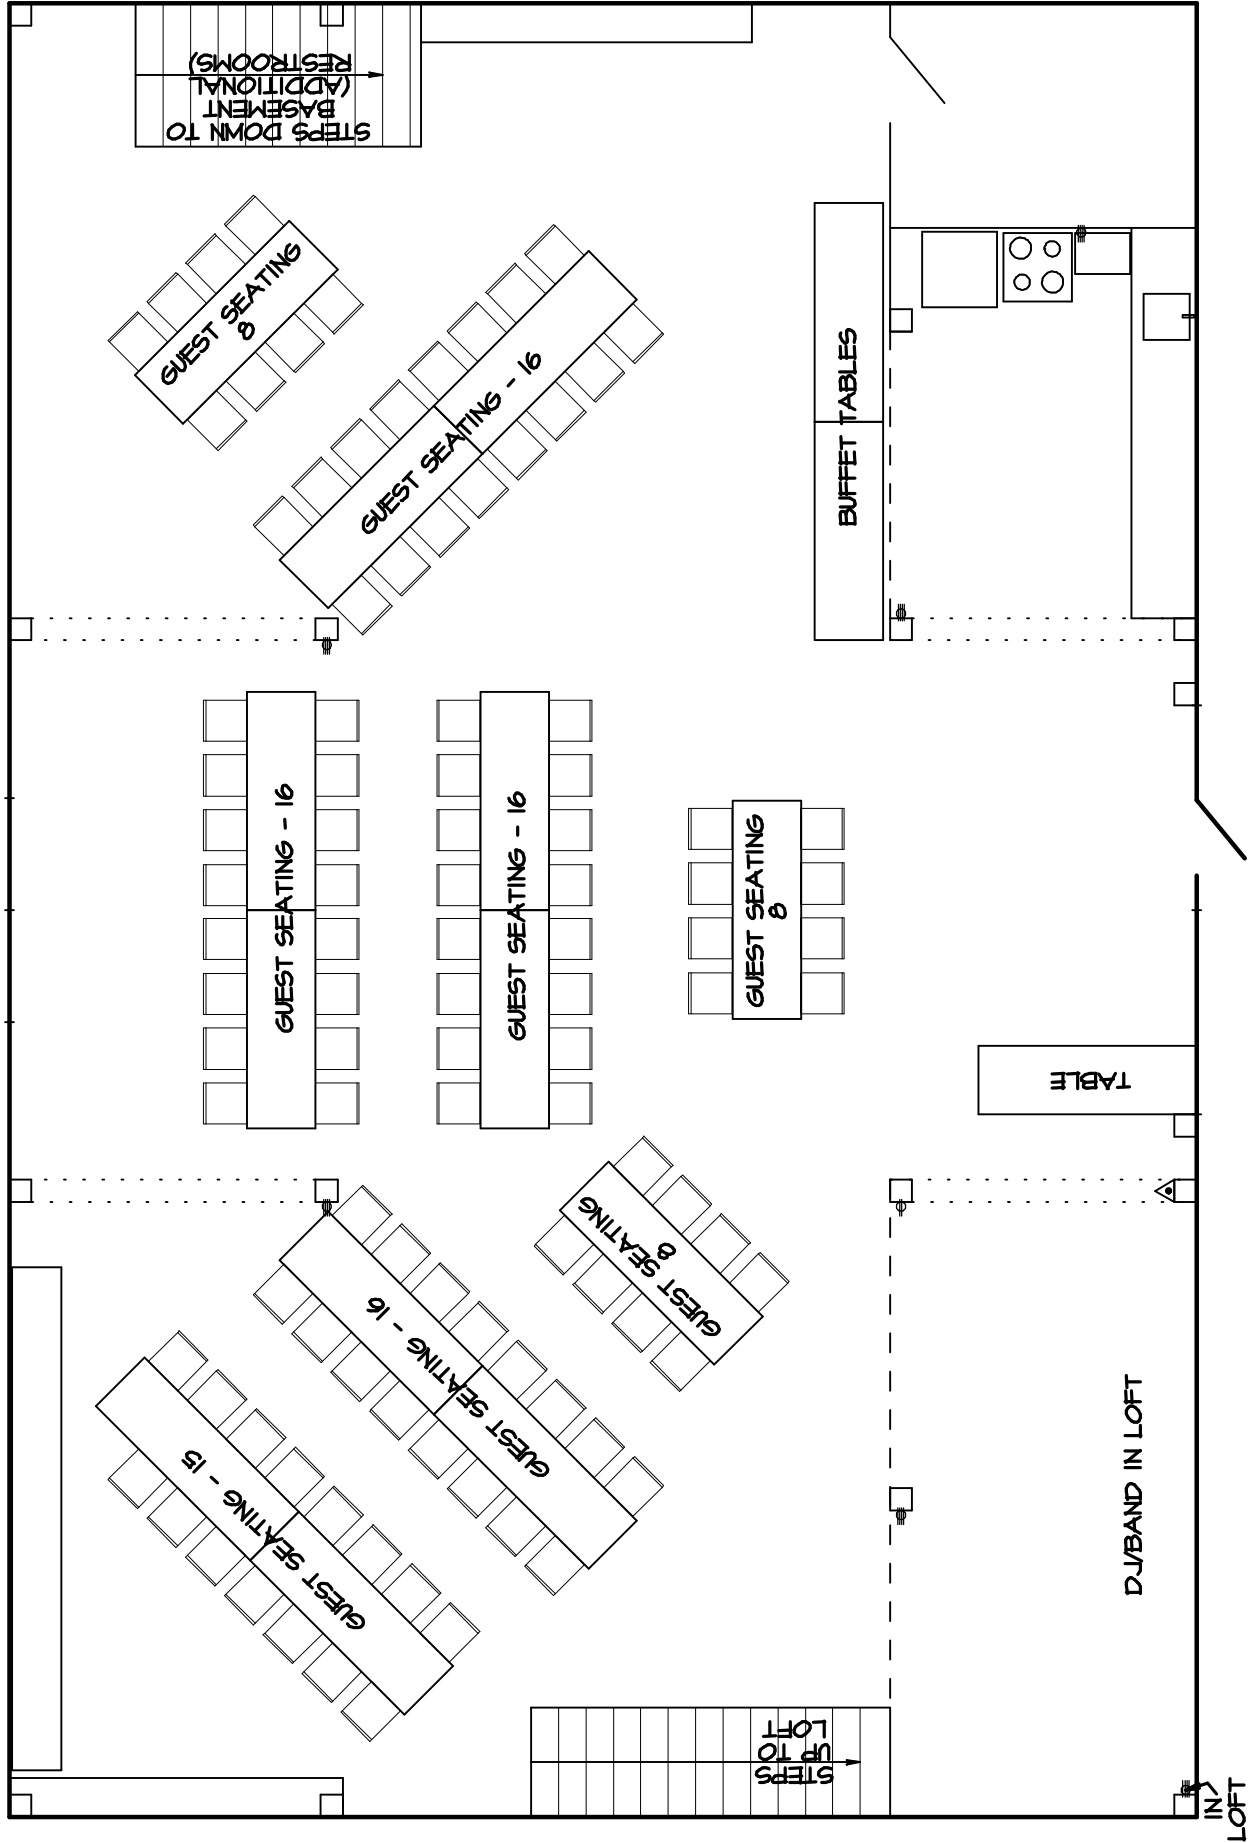 STEPS DOWN TO
BASEMENT
(ADDITIONAL
RESTROOMS)
GUEST SEATING
8
GUEST SEATING - 16
BUFFET TABLES
GUEST SEATING - 16
GUEST SEATING - 16
GUEST SEATING
8
TABLE
GUEST SEATING
8
GUEST SEATING - 16
GUEST SEATING - 15
DJ/BAND IN LOFT
STEPS
UP TO
LOFT
IN
LOFT